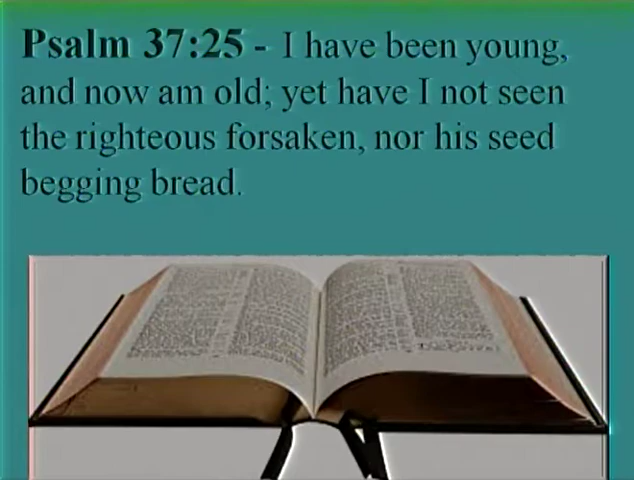 Psalm 37:25 - I have been young,
and now am old; yet have I not seen
the righteous forsaken, nor his seed
begging bread.